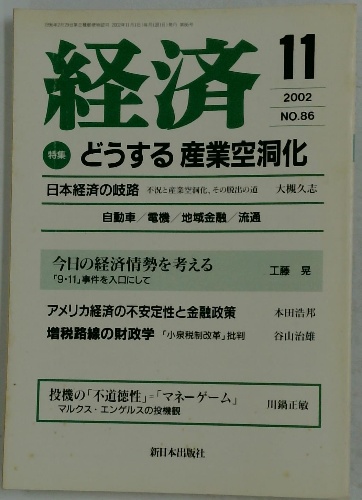 経済
11
2002
NO.86
特集 どうする 産業空洞化
日本経済の岐路 不況と産業空洞化、その脱出の道 大槻久志
自動車/電機/地域金融/流通
今日の経済情勢を考える 工藤 晃
「9・11」事件を入口にして
アメリカ経済の不安定性と金融政策 本田浩邦
増税路線の財政学 「小泉税制改革」批判 谷山治雄
投機の「不道徳性」=「マネーゲーム」 川鍋正敏
マルクス・エンゲルスの投機観
新日本出版社